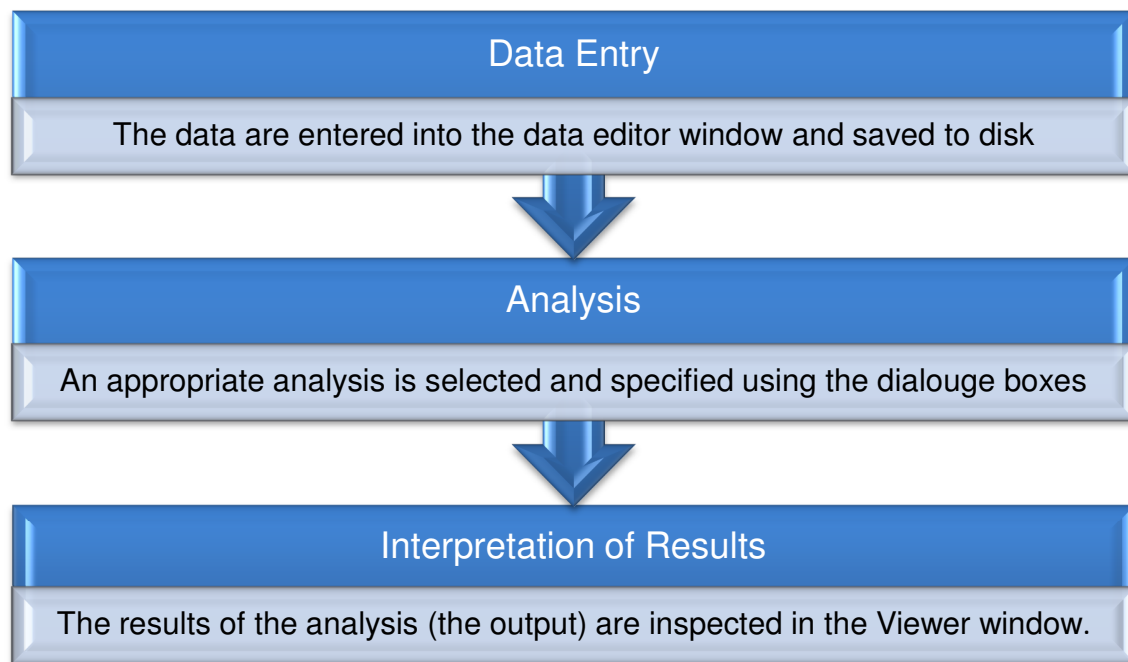 Data Entry
The data are entered into the data editor window and saved to disk
Analysis
An appropriate analysis is selected and specified using the dialouge boxes
Interpretation of Results
The results of the analysis (the output) are inspected in the Viewer window.